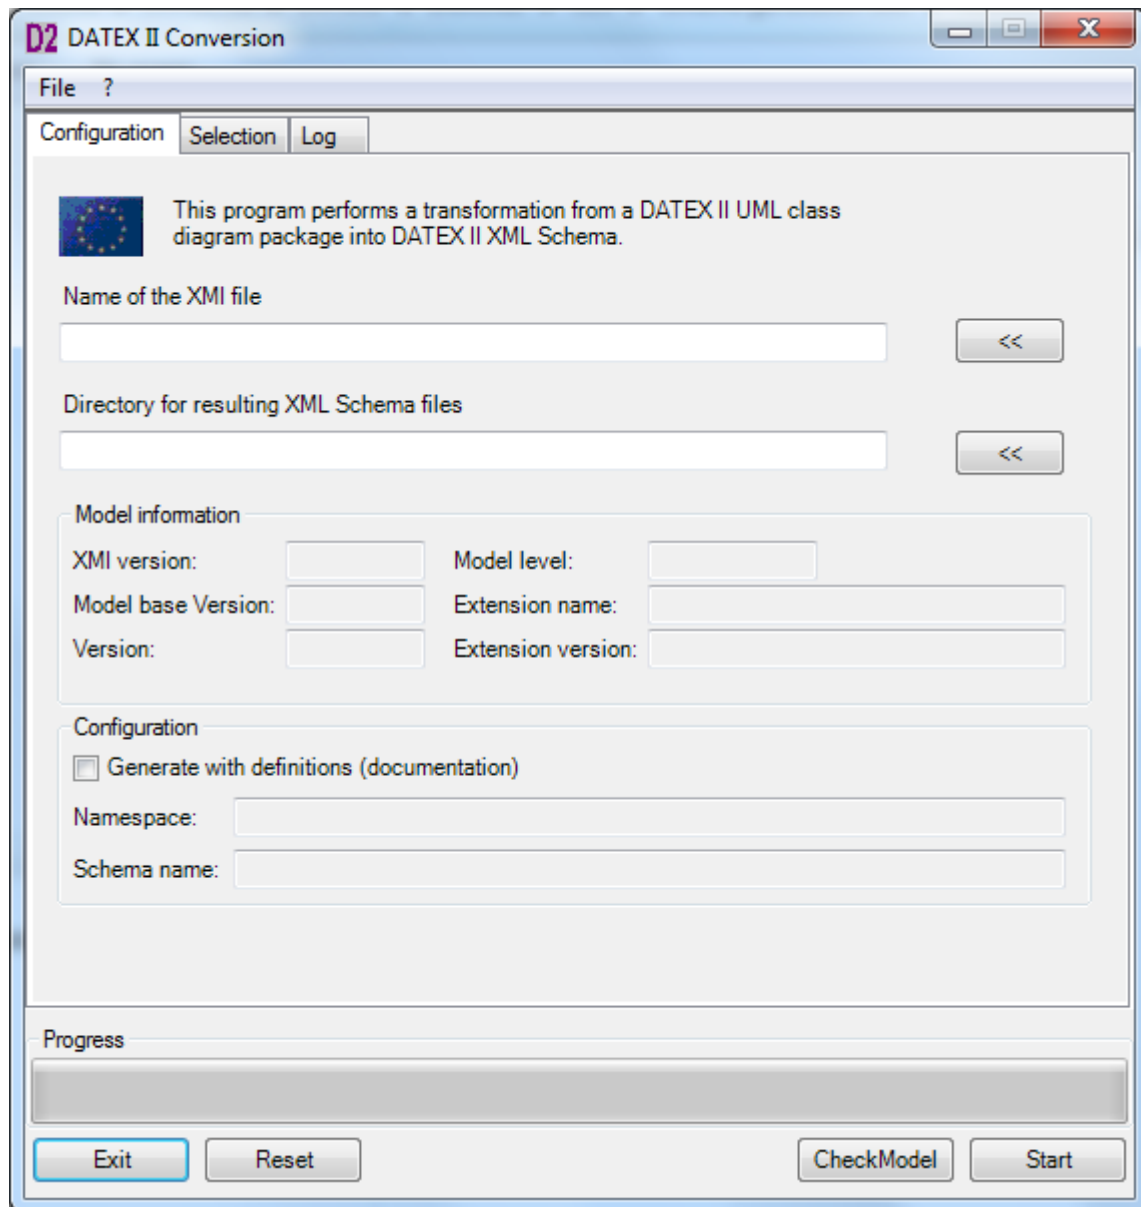 D2 DATEX II Conversion
File ?
Configuration Selection Log
This program performs a transformation from a DATEX II UML class
diagram package into DATEX II XML Schema.
Name of the XMI file
<<
Directory for resulting XML Schema files
<<
Model information
XMI version: Model level:
Model base Version: Extension name:
Version: Extension version:
Configuration
Generate with definitions (documentation)
Namespace:
Schema name:
Progress
Exit Reset CheckModel Start